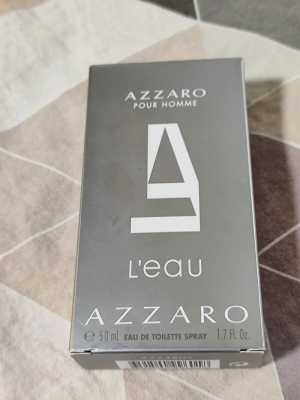 AZZARO
POUR HOMME
L'eau
AZZARO
℮ 50 mL EAU DE TOILETTE SPRAY 1.7 Fl. Oz.